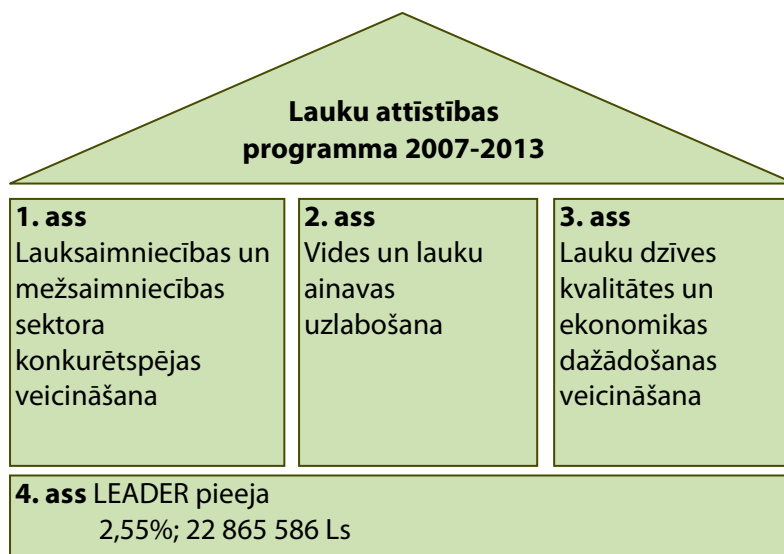 Lauku attīstības
programma 2007-2013
1. ass
Lauksaimniecības un
mežsaimniecības
sektora
konkurētspējas
veicināšana
2. ass
Vides un lauku
ainavas
uzlabošana
3. ass
Lauku dzīves
kvalitātes un
ekonomikas
dažādošanas
veicināšana
4. ass LEADER pieeja
2,55%; 22 865 586 Ls